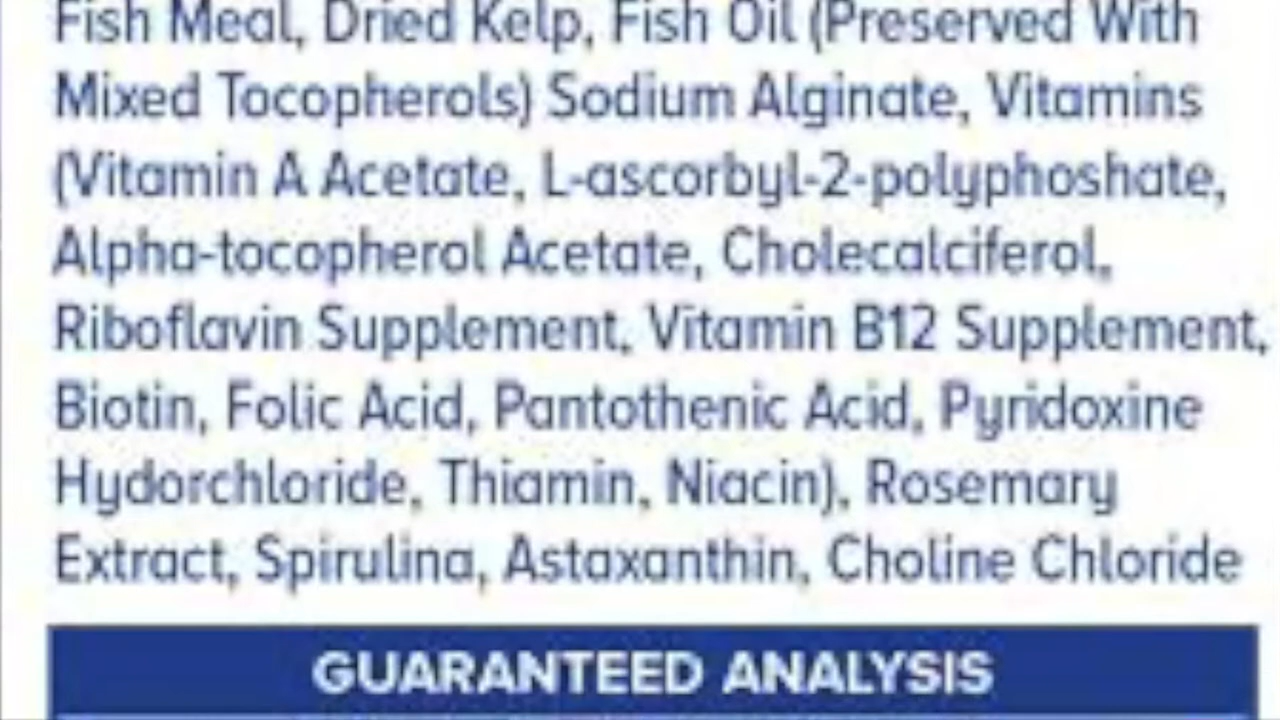 Fish Meal, Dried Kelp, Fish Oil (Preserved With
Mixed Tocopherols) Sodium Alginate, Vitamins
(Vitamin A Acetate, L-ascorbyl-2-polyphoshate,
Alpha-tocopherol Acetate, Cholecalciferol,
Riboflavin Supplement, Vitamin B12 Supplement,
Biotin, Folic Acid, Pantothenic Acid, Pyridoxine
Hydorchloride, Thiamin, Niacin), Rosemary
Extract, Spirulina, Astaxanthin, Choline Chloride
GUARANTEED ANALYSIS